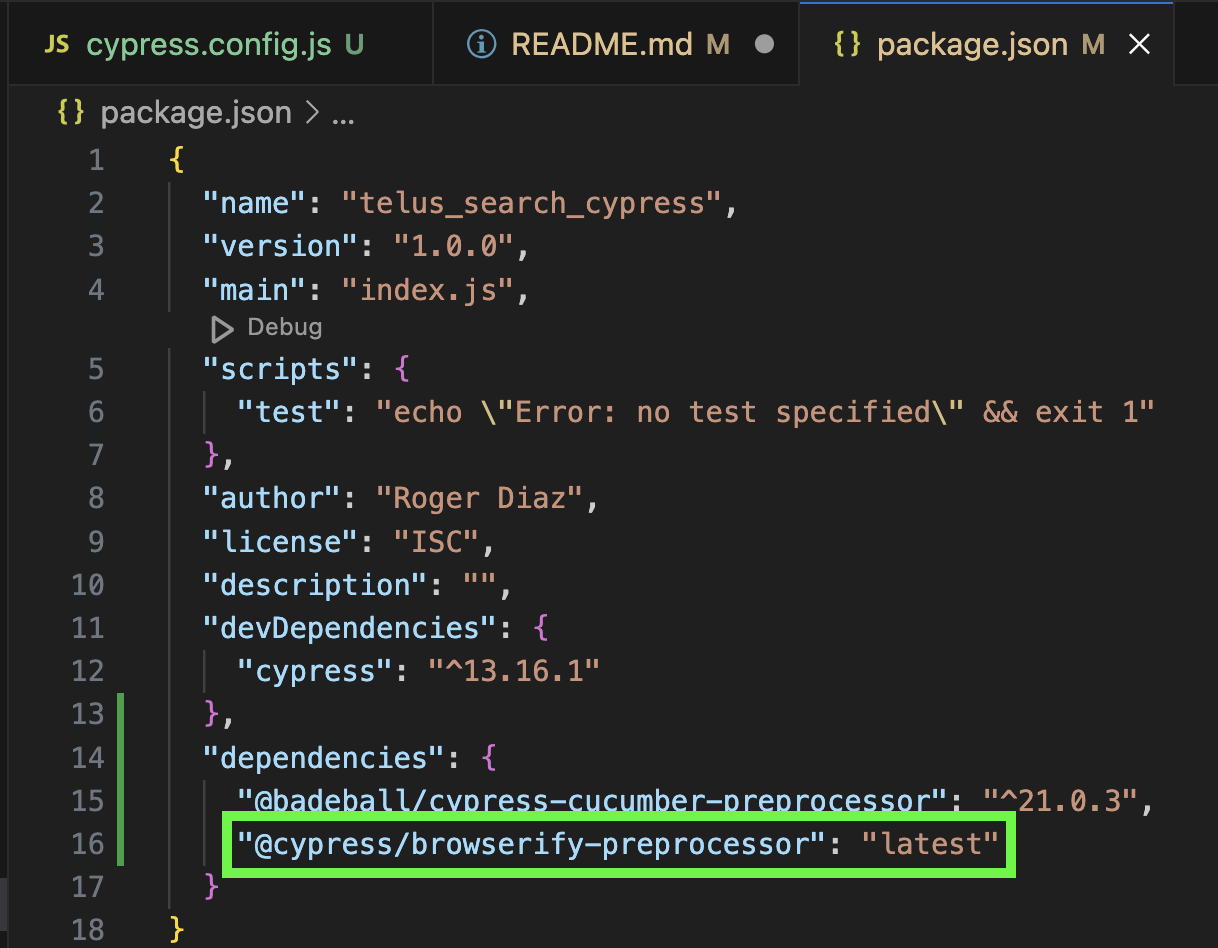 JS cypress.config.js U
README.md M
{} package.json M
{} package.json > ...
1 {
2 "name": "telus_search_cypress",
3 "version": "1.0.0",
4 "main": "index.js",
Debug
5 "scripts": {
6 "test": "echo \"Error: no test specified\" && exit 1"
7 },
8 "author": "Roger Diaz",
9 "license": "ISC",
10 "description": "",
11 "devDependencies": {
12 "cypress": "^13.16.1"
13 },
14 "dependencies": {
15 "@badeball/cypress-cucumber-preprocessor": "^21.0.3",
16 "@cypress/browserify-preprocessor": "latest"
17 }
18 }